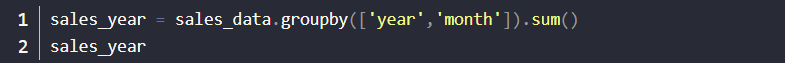 1 sales_year = sales_data.groupby(['year','month']).sum()
2 sales_year